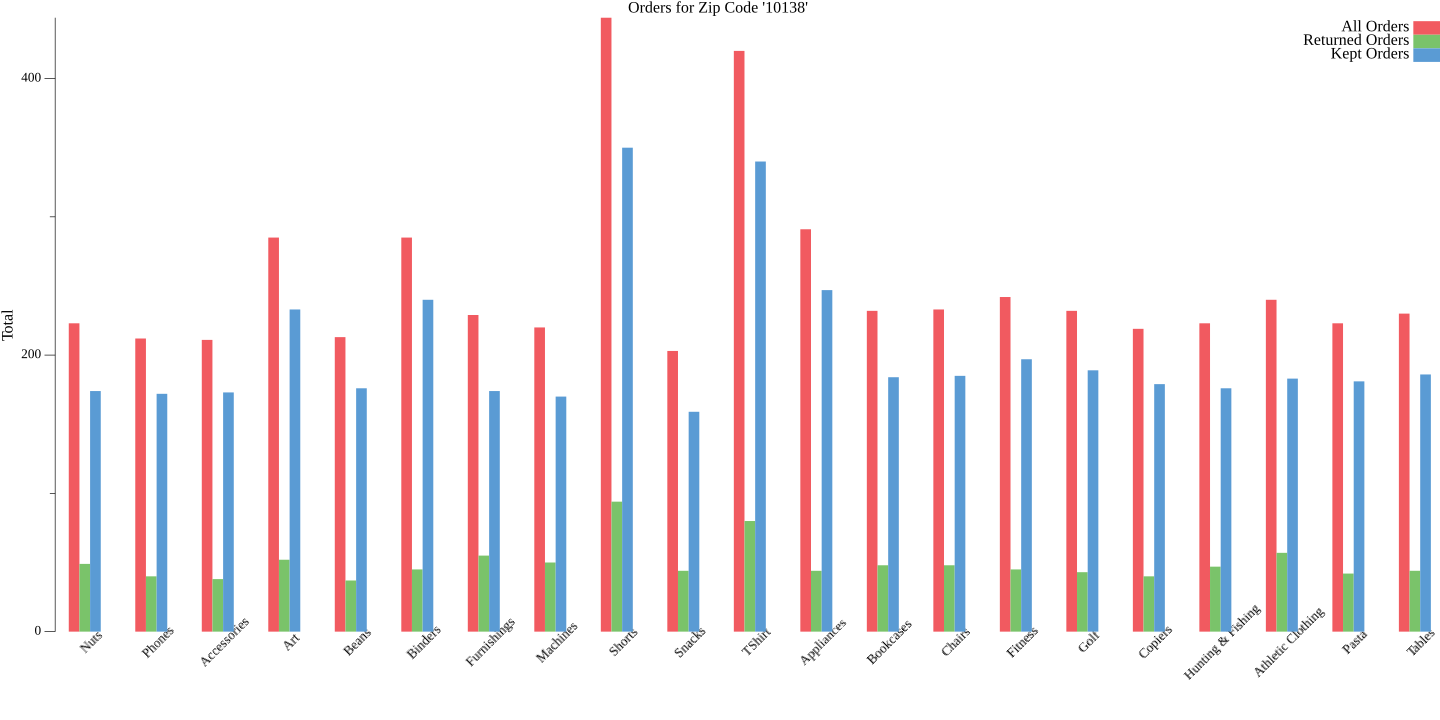 Orders for Zip Code '10138'
All Orders
Returned Orders
Kept Orders
Total
400
200
0
Nuts
Phones
Accessories
Art
Beans
Binders
Furnishings
Machines
Shorts
Snacks
TShirt
Appliances
Bookcases
Chairs
Fitness
Golf
Copiers
Hunting & Fishing
Athletic Clothing
Pasta
Tables